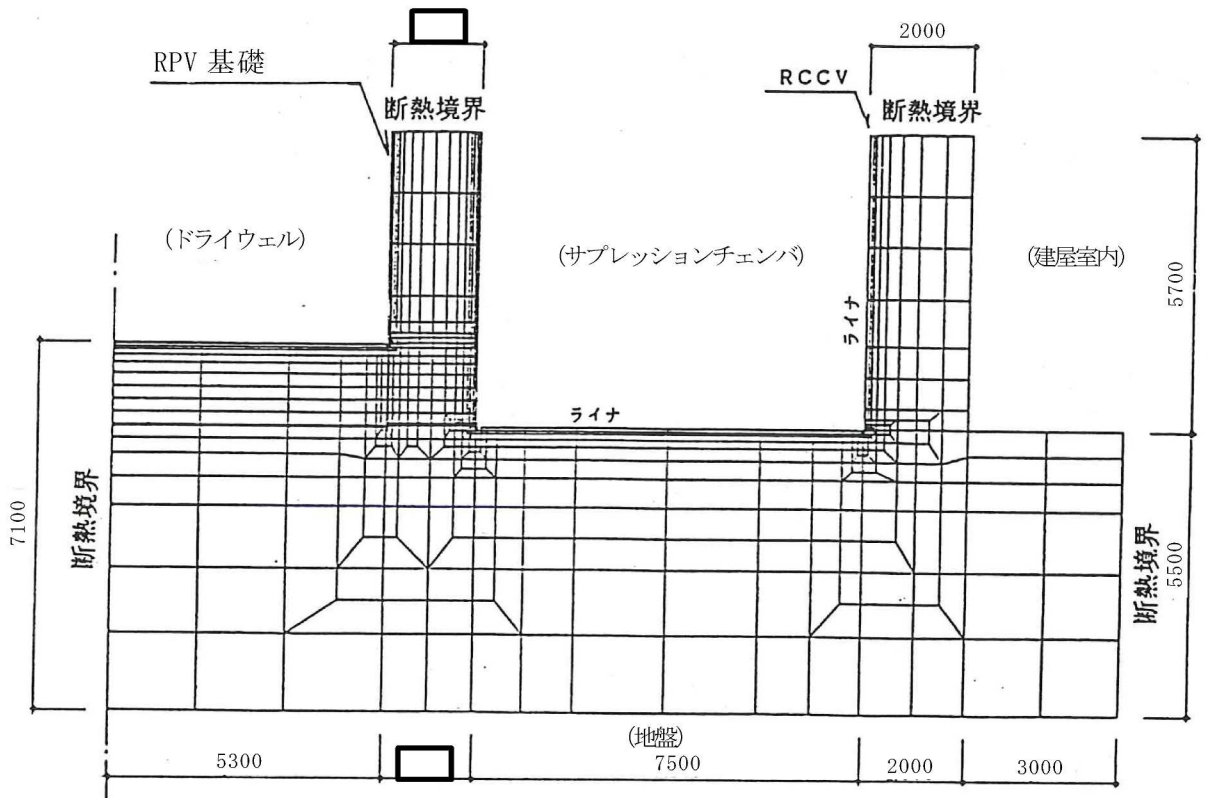 2000
RPV 基礎
RCCV
断熱境界
断熱境界
(ドライウェル)
(サプレッションチェンバ)
(建屋室内)
5700
ライナ
ライナ
7100
断熱境界
断熱境界
5500
(地盤)
5300
7500
2000
3000